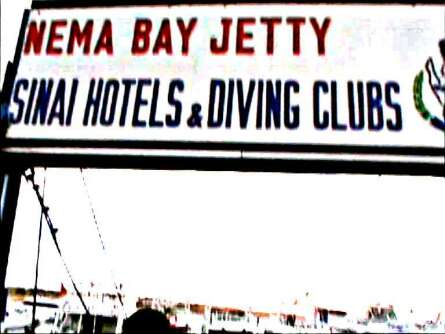 NEMA BAY JETTY
SINAI HOTELS & DIVING CLUBS